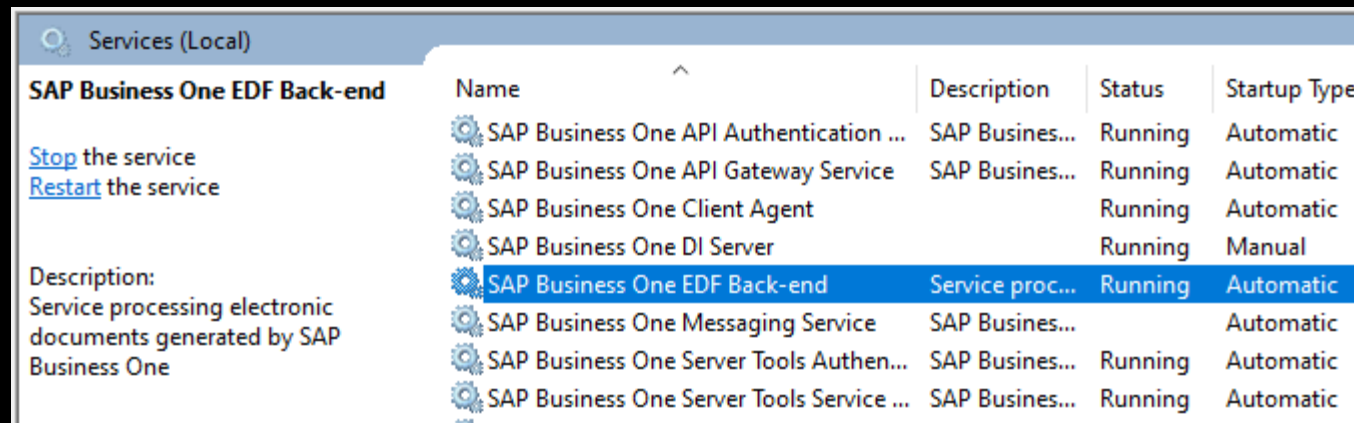 Services (Local)
SAP Business One EDF Back-end
Stop the service
Restart the service
Description:
Service processing electronic
documents generated by SAP
Business One
Name Description Status Startup Type
SAP Business One API Authentication ... SAP Busines... Running Automatic
SAP Business One API Gateway Service SAP Busines... Running Automatic
SAP Business One Client Agent Running Automatic
SAP Business One DI Server Running Manual
SAP Business One EDF Back-end Service proc... Running Automatic
SAP Business One Messaging Service SAP Busines... Automatic
SAP Business One Server Tools Authen... SAP Busines... Running Automatic
SAP Business One Server Tools Service ... SAP Busines... Running Automatic